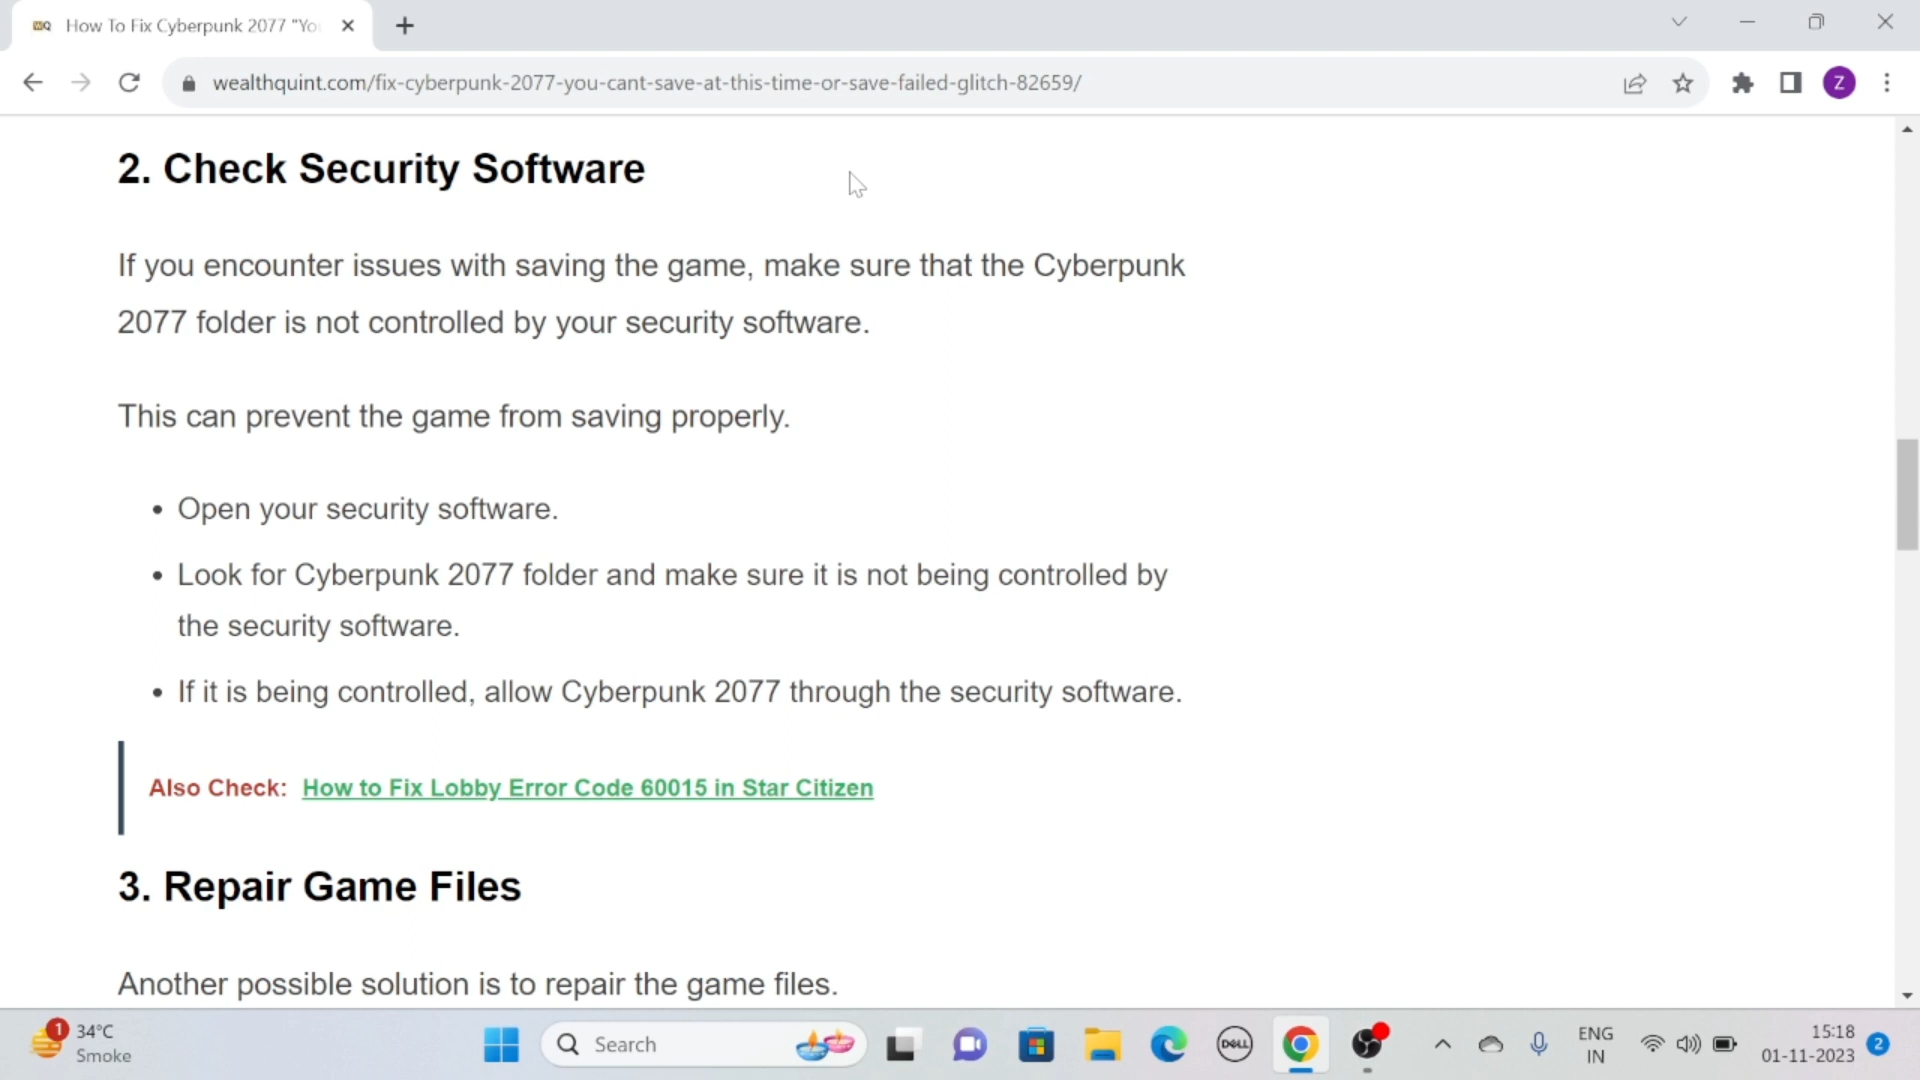 How To Fix Cyberpunk 2077 "Yo
wealthquint.com/fix-cyberpunk-2077-you-cant-save-at-this-time-or-save-failed-glitch-82659/
Z
2. Check Security Software
If you encounter issues with saving the game, make sure that the Cyberpunk
2077 folder is not controlled by your security software.
This can prevent the game from saving properly.
• Open your security software.
• Look for Cyberpunk 2077 folder and make sure it is not being controlled by
the security software.
• If it is being controlled, allow Cyberpunk 2077 through the security software.
Also Check: How to Fix Lobby Error Code 60015 in Star Citizen
3. Repair Game Files
Another possible solution is to repair the game files.
1
34°C
Smoke
Search
DELL
ENG
IN
15:18
01-11-2023
2